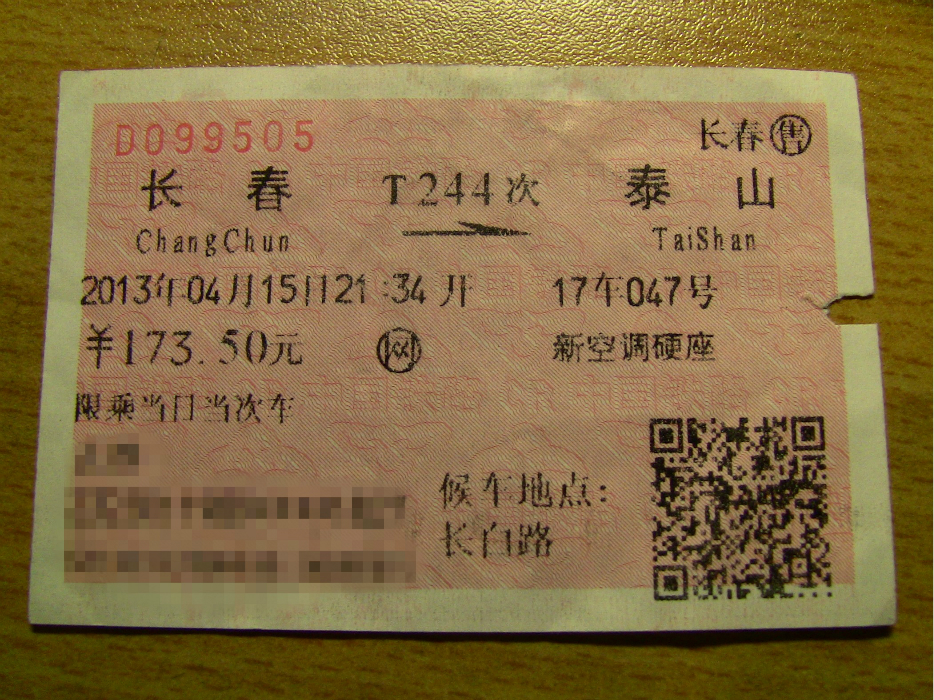 D099505
长春售
长春 T244次 泰山
ChangChun TaiShan
2013年04月15日21:34开 17车047号
￥173.50元 网 新空调硬座
限乘当日当次车
候车地点：
长白路